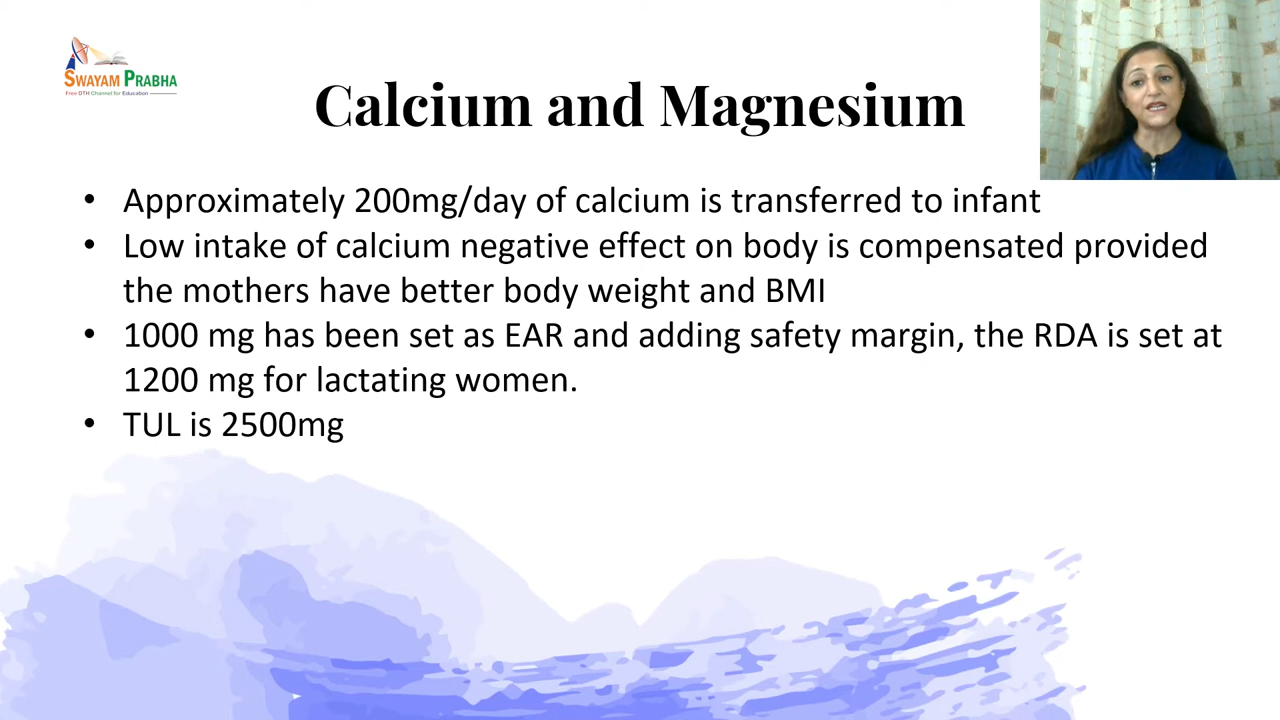 SWAYAM PRABHA
Free DTH Channel for Education
Calcium and Magnesium
• Approximately 200mg/day of calcium is transferred to infant
• Low intake of calcium negative effect on body is compensated provided
the mothers have better body weight and BMI
• 1000 mg has been set as EAR and adding safety margin, the RDA is set at
1200 mg for lactating women.
• TUL is 2500mg